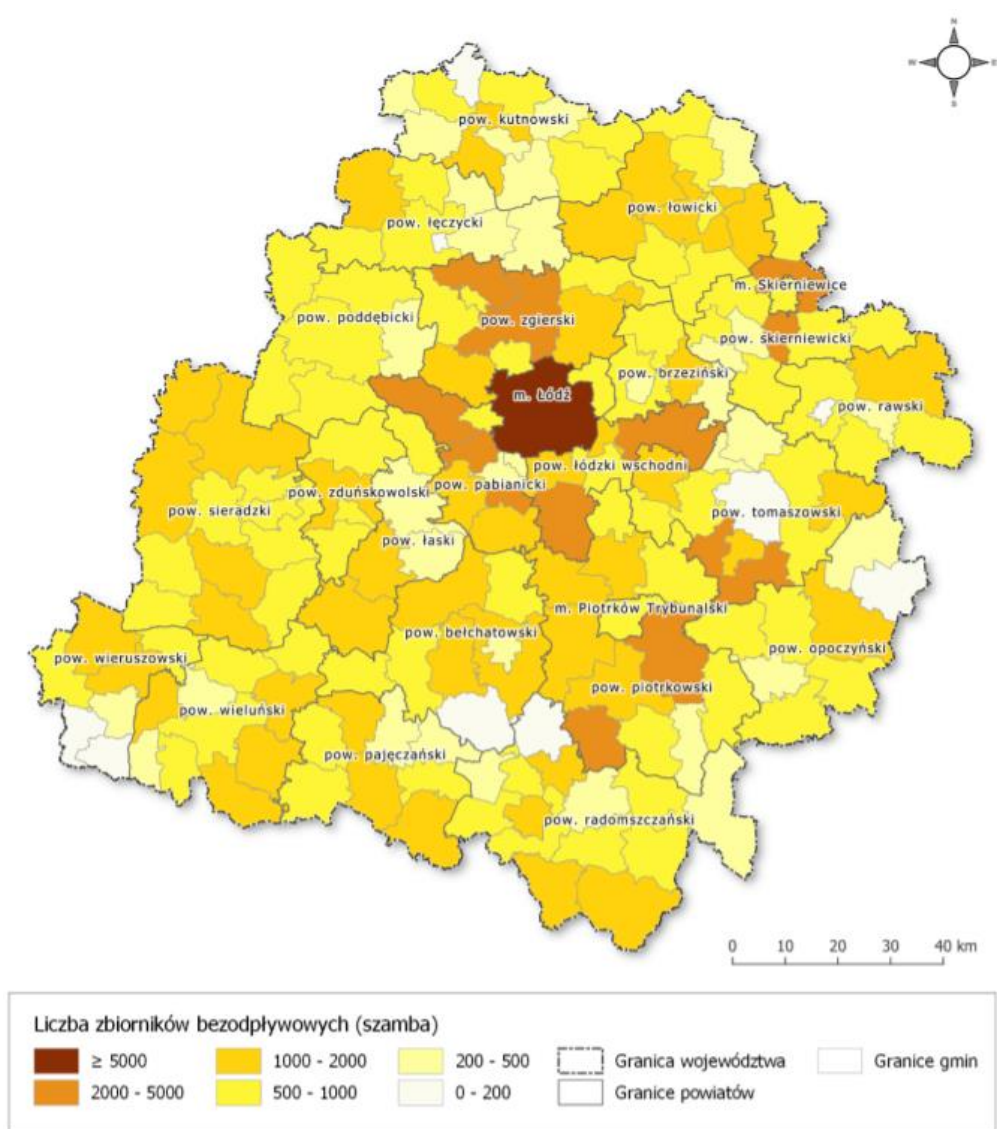 N
W E
S
pow. kutnowski
pow. łowicki
pow. łęczycki
m. Skierniewice
pow. poddębicki
pow. zgierski
pow. skierniewicki
pow. brzeziński
m. Łódź
pow. rawski
pow. łódzki wschodni
pow. zduńskowolski
pow. pabianicki
pow. sieradzki
pow. tomaszowski
pow. łaski
m. Piotrków Trybunalski
pow. bełchatowski
pow. opoczyński
pow. wieruszowski
pow. piotrkowski
pow. wieluński
pow. pajęczański
pow. radomszczański
0 10 20 30 40 km
Liczba zbiorników bezodpływowych (szamba)
≥ 5000 1000 - 2000 200 - 500 Granica województwa Granice gmin
2000 - 5000 500 - 1000 0 - 200 Granice powiatów